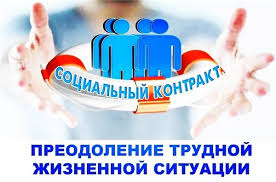 СОЦИАЛЬНЫЙ КОНТРАКТ
ПРЕОДОЛЕНИЕ ТРУДНОЙ
ЖИЗНЕННОЙ СИТУАЦИИ